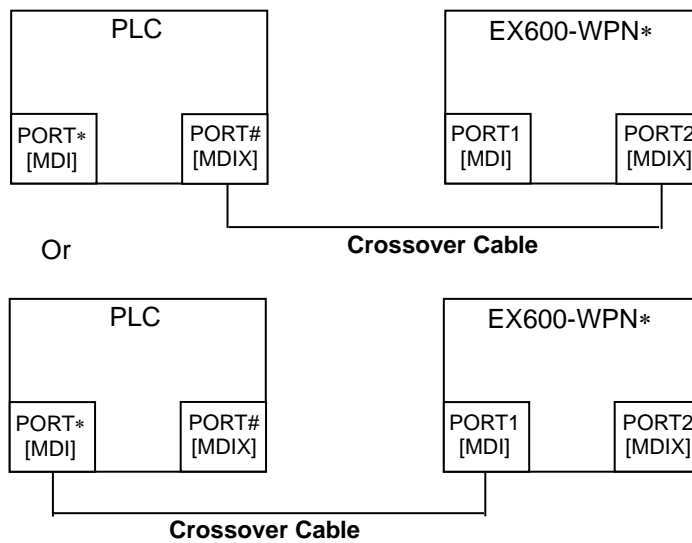 PLC
EX600-WPN*
PORT*
[MDI]
PORT#
[MDIX]
PORT1
[MDI]
PORT2
[MDIX]
Crossover Cable
Or
PLC
EX600-WPN*
PORT*
[MDI]
PORT#
[MDIX]
PORT1
[MDI]
PORT2
[MDIX]
Crossover Cable